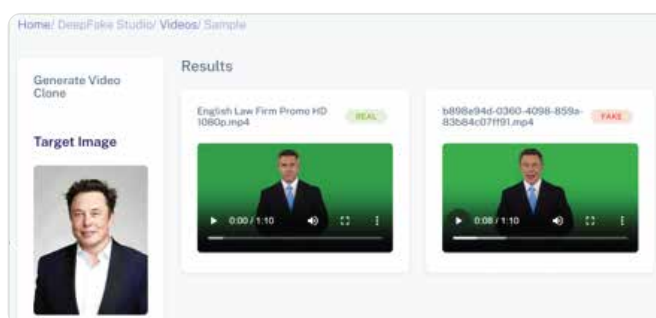 Home/ DeepFake Studio/ Videos/ Sample
Generate Video
Clone
Target Image
Results
English Law Firm Promo HD
1080p.mp4
REAL
0:00 / 1:10
b898e94d-0360-4098-859a-
83b84c07ff91.mp4
FAKE
0:08 / 1:10